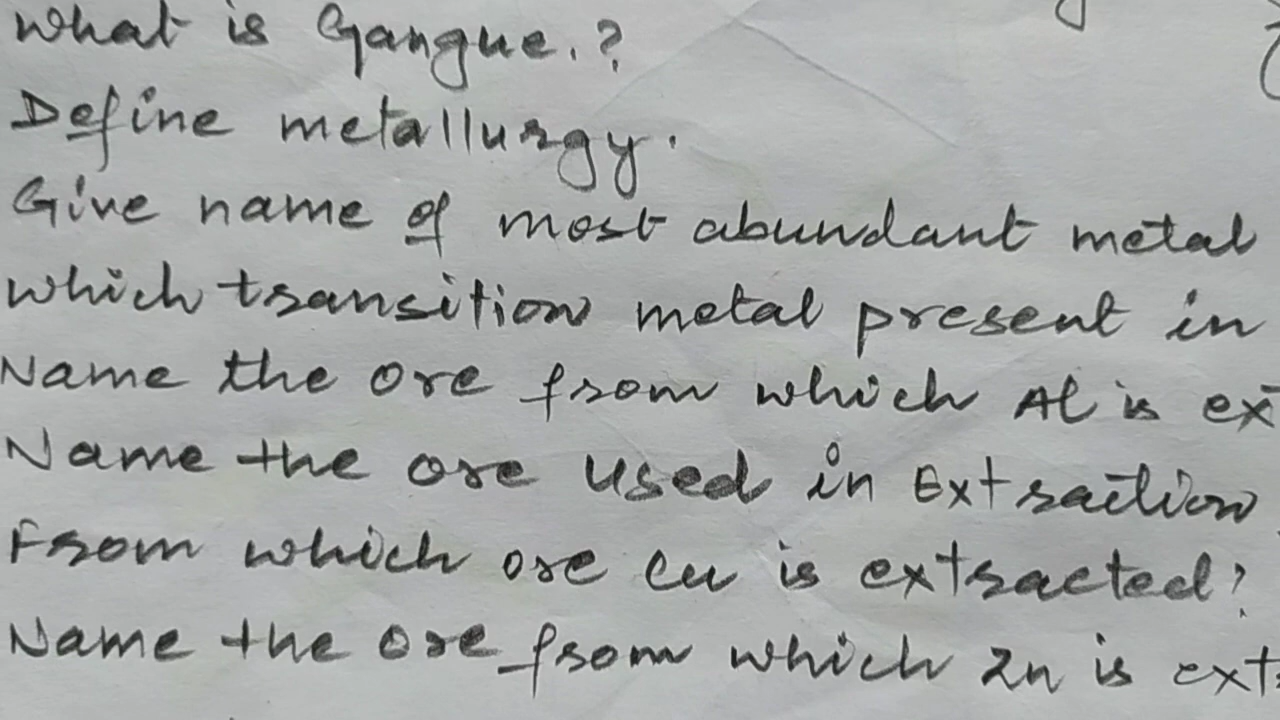 What is Gangue.?
Define metallurgy.
Give name of most abundant metal
Which transition metal present in
Name the ore from which Al is ex
Name the ore used in Extraction
From which ore Cu is extracted?
Name the ore from which Zn is ext